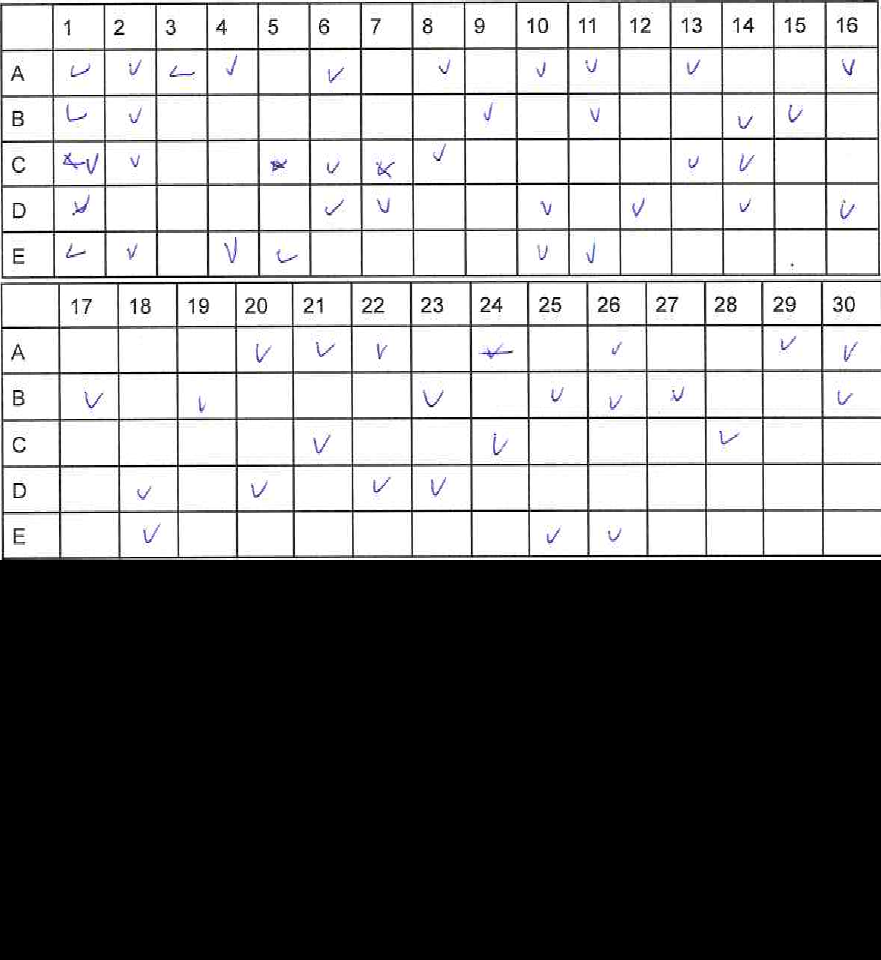 1 2 3 4 5 6 7 8 9 10 11 12 13 14 15 16
A ✓ ✓ ✓ ✓ ✓ ✓ ✓ ✓ ✓ ✓
B ✓ ✓ ✓ ✓ ✓ ✓
C ✓ ✓ ✓ ✓ ✓ ✓
D ✓ ✓ ✓ ✓ ✓ ✓
E ✓ ✓ ✓ ✓ ✓ ✓
17 18 19 20 21 22 23 24 25 26 27 28 29 30
A ✓ ✓ ✓ ✓ ✓ ✓
B ✓ ✓ ✓ ✓ ✓ ✓ ✓
C ✓ ✓ ✓
D ✓ ✓ ✓ ✓
E ✓ ✓ ✓